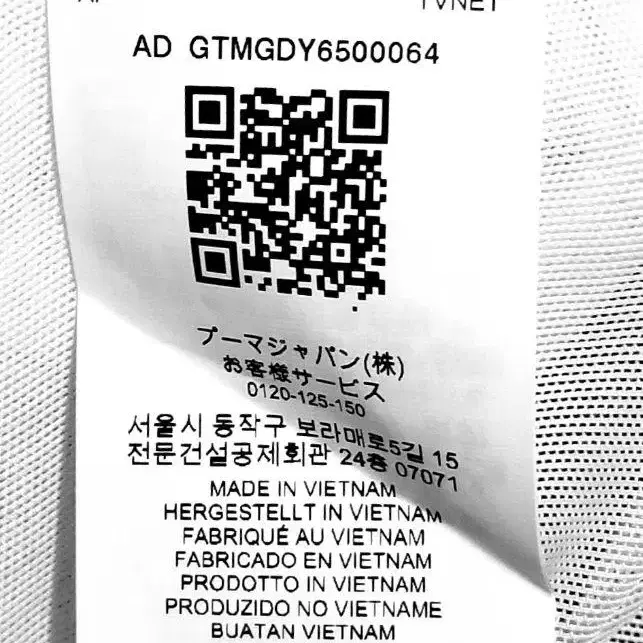 TVNET
AD GTMGDY6500064
プーマジャパン(株)
お客様サービス
0120-125-150
서울시 동작구 보라매로5길 15
전문건설공제회관 24층 07071
MADE IN VIETNAM
HERGESTELLT IN VIETNAM
FABRIQUÉ AU VIETNAM
FABRICADO EN VIETNAM
PRODOTTO IN VIETNAM
PRODUZIDO NO VIETNAME
BUATAN VIETNAM